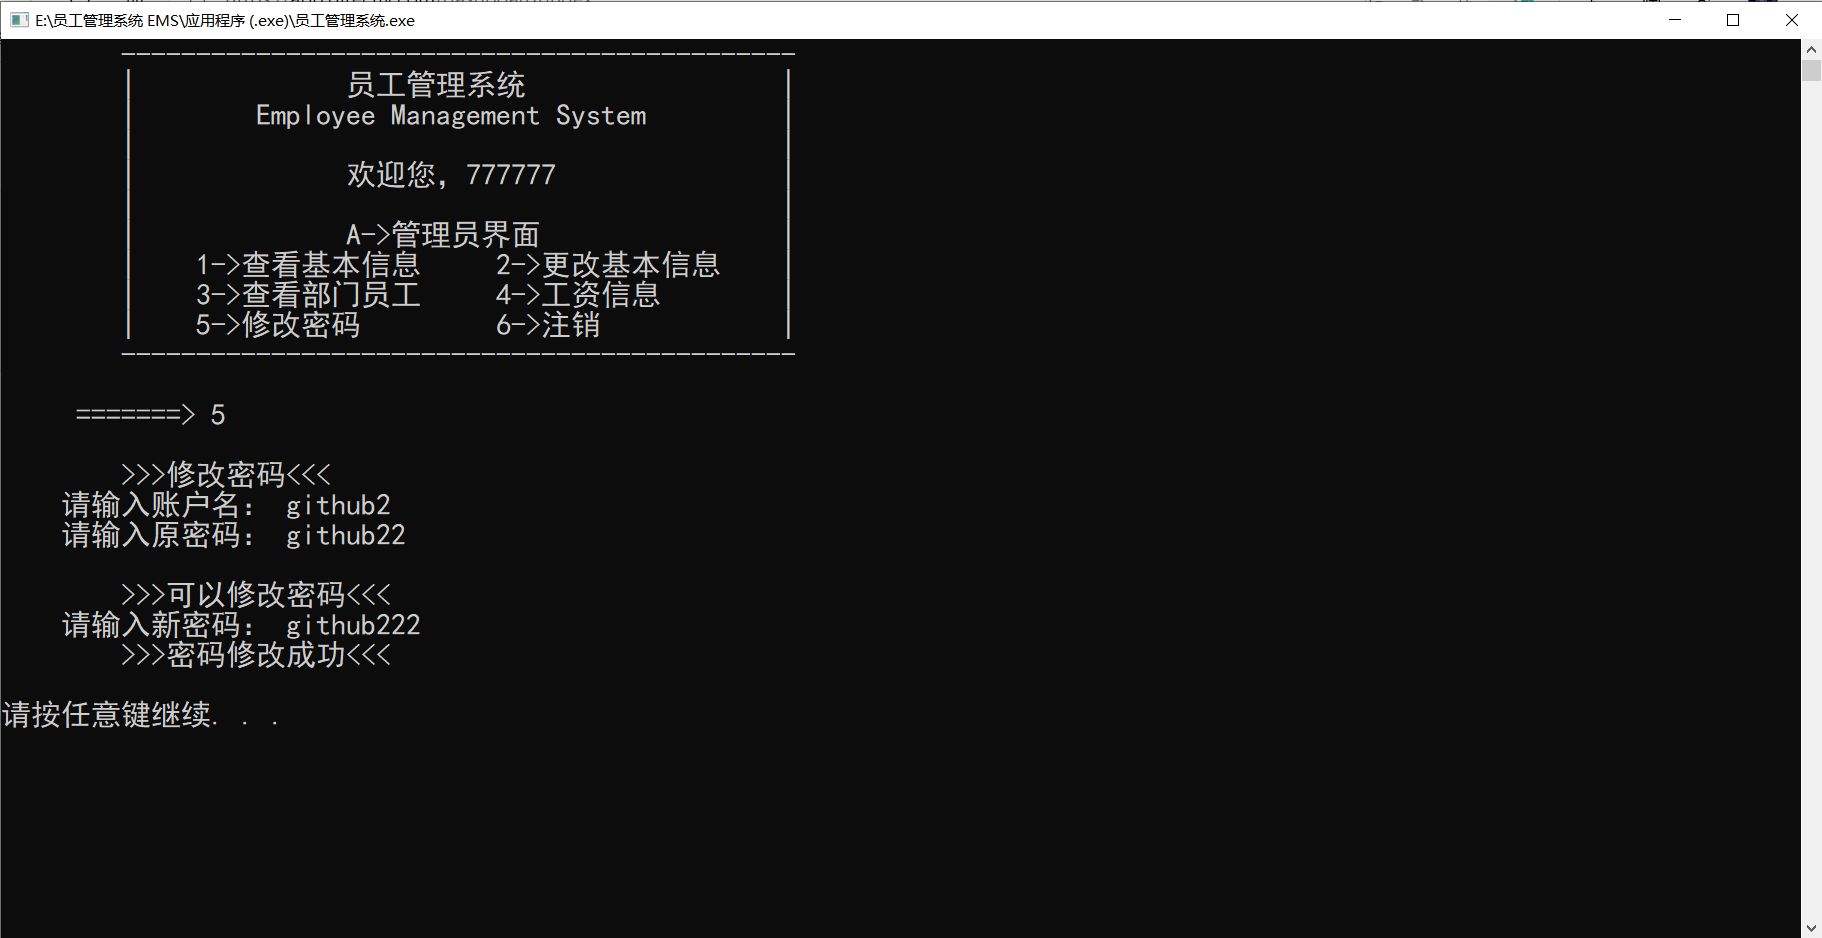 E:\员工管理系统 EMS\应用程序 (.exe)\员工管理系统.exe
---------------------------------------------
| 员工管理系统 |
| Employee Management System |
| |
| 欢迎您，777777 |
| |
| A->管理员界面 |
| 1->查看基本信息 2->更改基本信息 |
| 3->查看部门员工 4->工资信息 |
| 5->修改密码 6->注销 |
---------------------------------------------
=======> 5
>>>修改密码<<<
请输入账户名： github2
请输入原密码： github22
>>>可以修改密码<<<
请输入新密码： github222
>>>密码修改成功<<<
请按任意键继续. . .